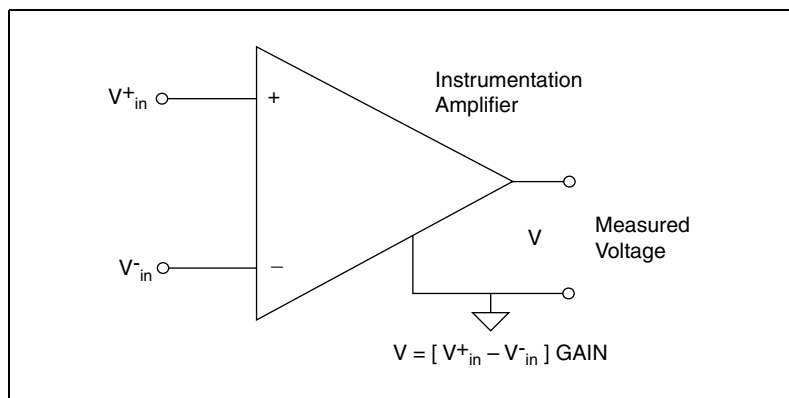 Instrumentation
Amplifier
V+in
+
V-in
−
V
Measured
Voltage
V = [ V+in – V-in ] GAIN